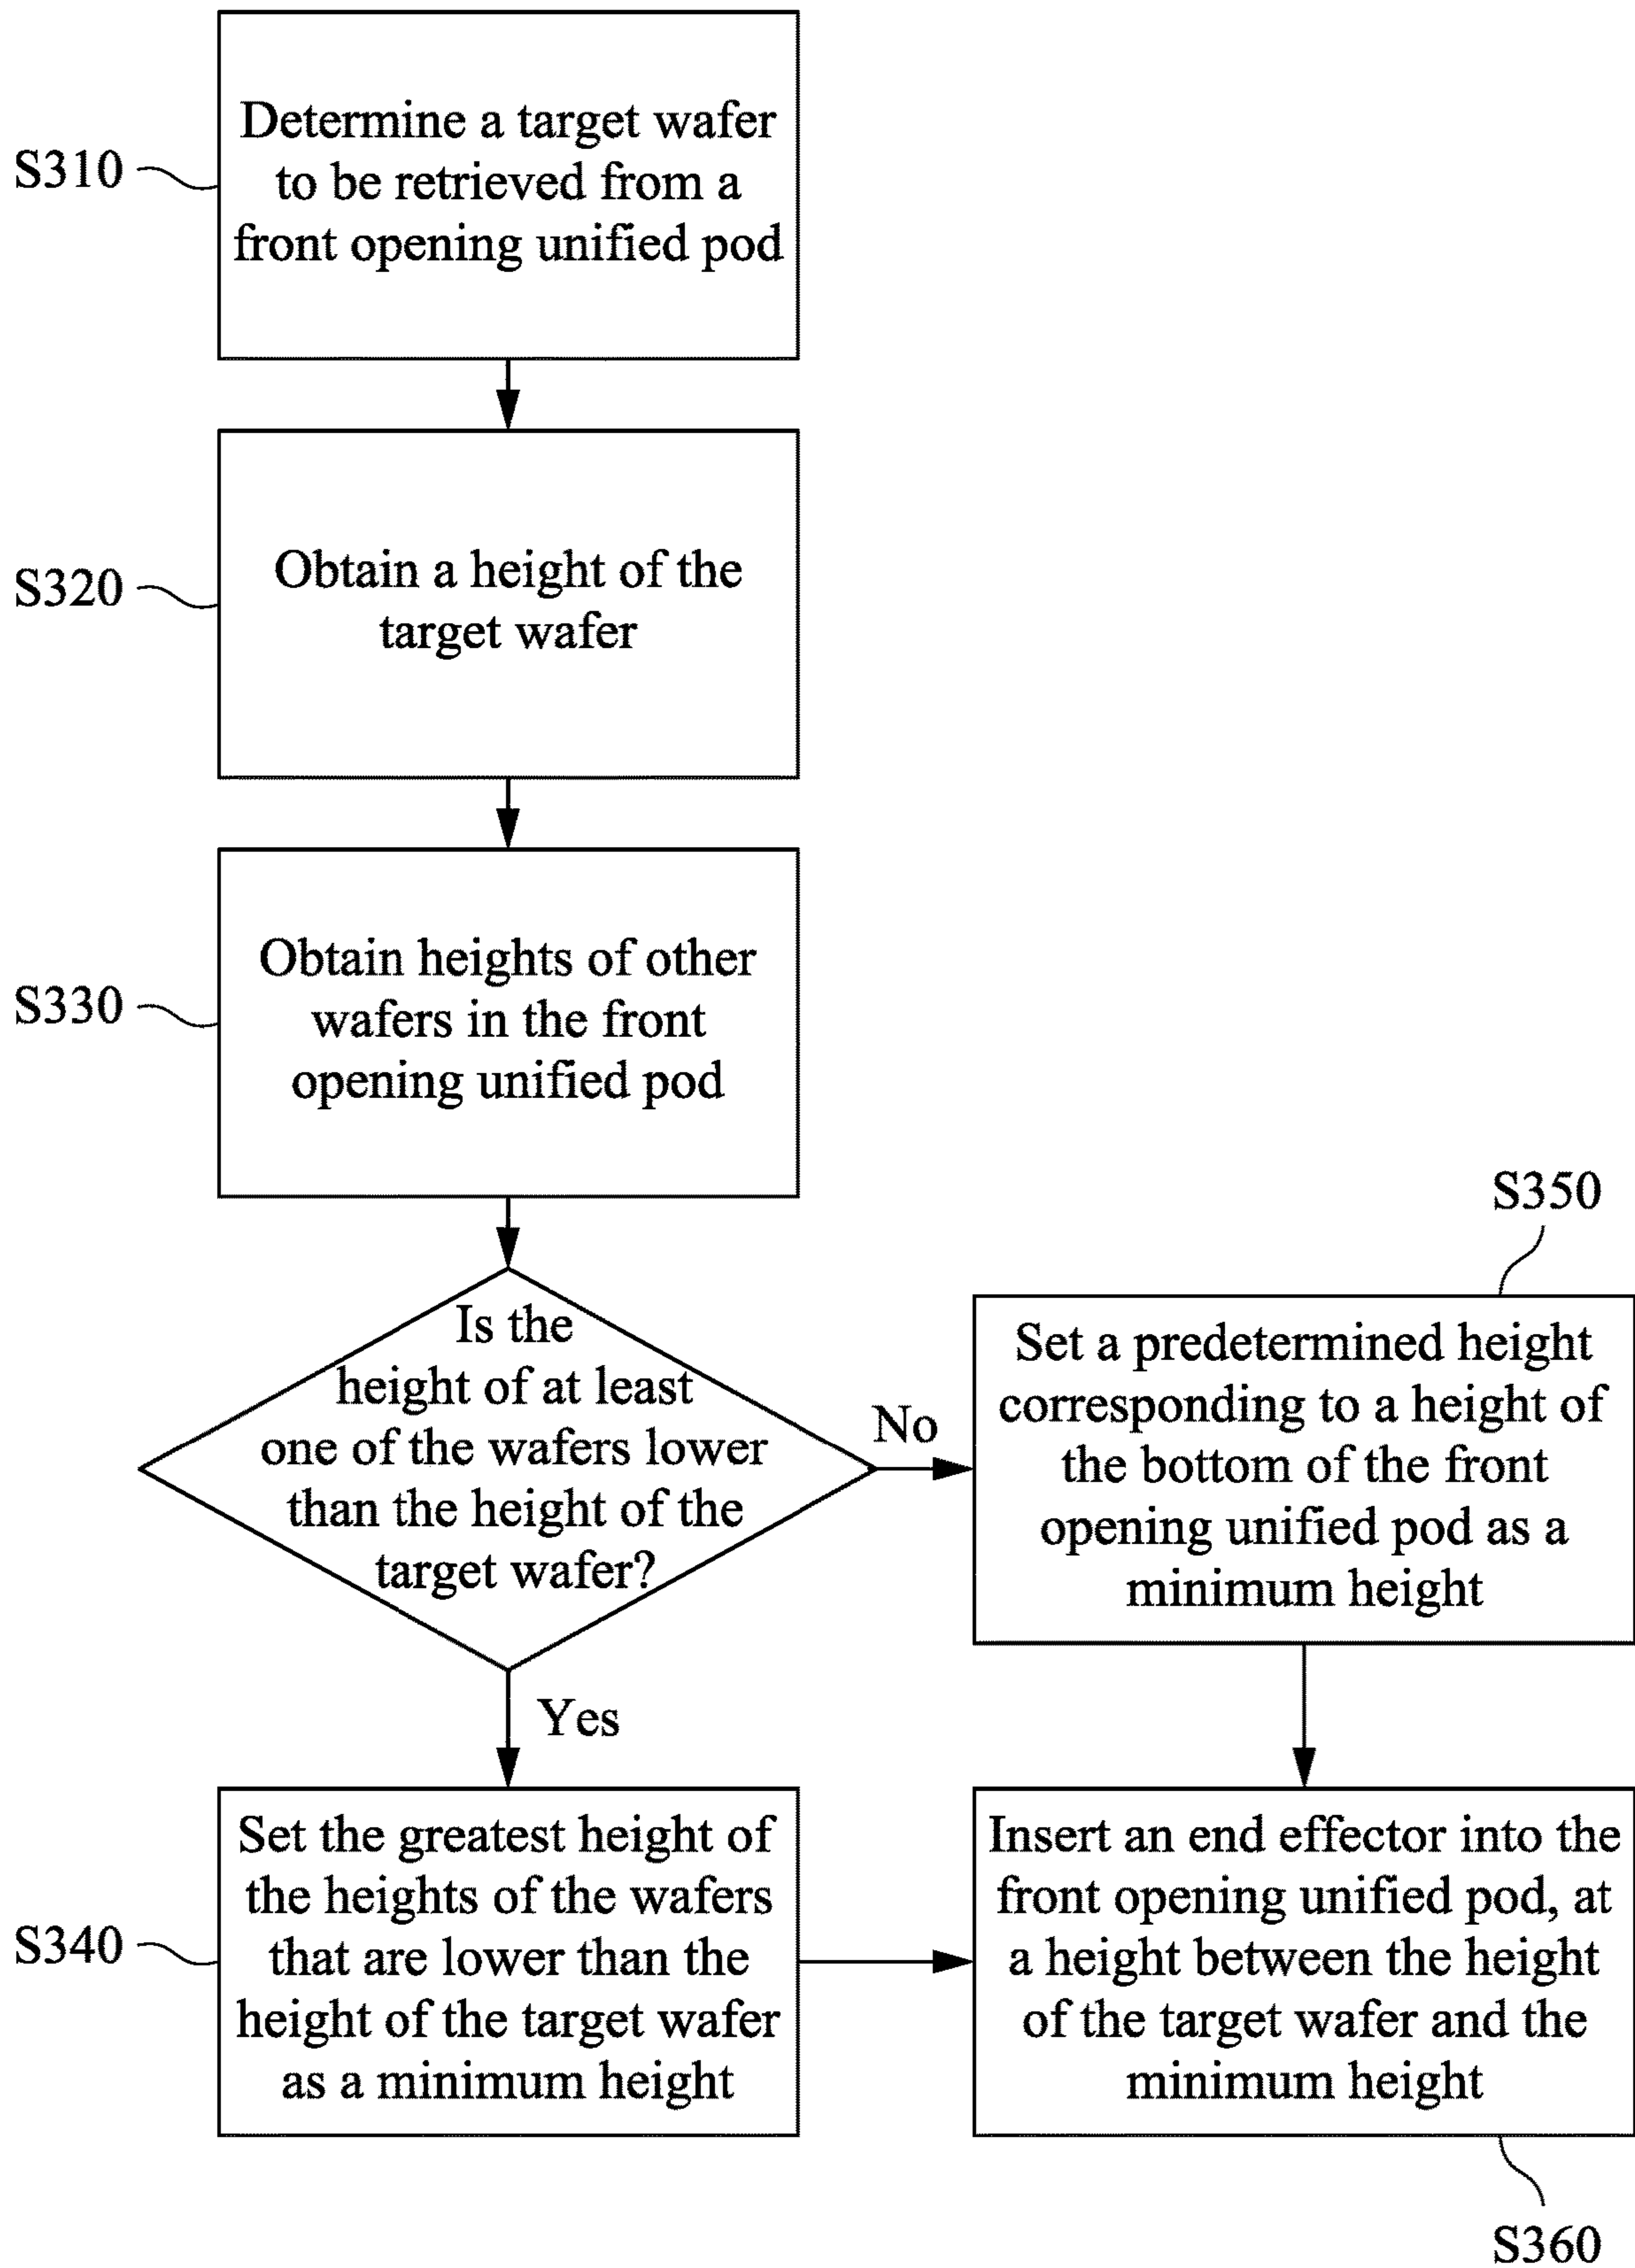 S310
Determine a target wafer
to be retrieved from a
front opening unified pod
S320
Obtain a height of the
target wafer
S330
Obtain heights of other
wafers in the front
opening unified pod
Is the
height of at least
one of the wafers lower
than the height of the
target wafer?
No
Yes
S350
Set a predetermined height
corresponding to a height of
the bottom of the front
opening unified pod as a
minimum height
S340
Set the greatest height of
the heights of the wafers
that are lower than the
height of the target wafer
as a minimum height
Insert an end effector into the
front opening unified pod, at
a height between the height
of the target wafer and the
minimum height
S360